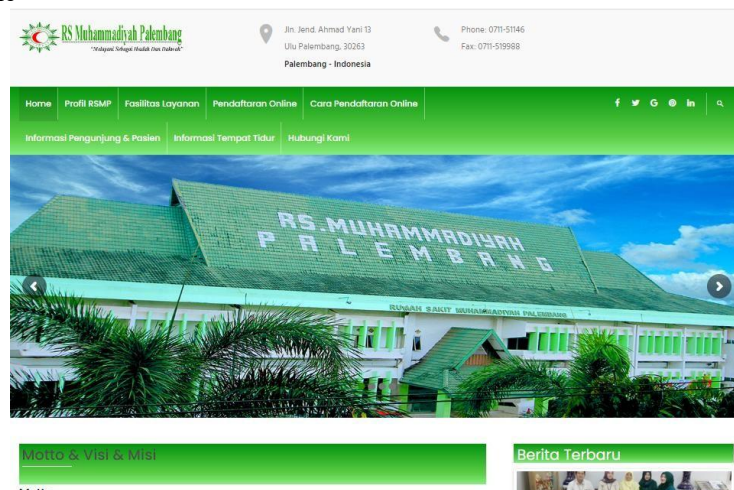 RS Muhammadiyah Palembang
"Melayani Sebagai Ibadah Dan Dakwah"
Jln. Jend. Ahmad Yani 13
Ulu Palembang, 30263
Palembang - Indonesia
Phone: 0711-51146
Fax: 0711-519988
Home
Profil RSMP
Fasilitas Layanan
Pendaftaran Online
Cara Pendaftaran Online
Informasi Pengunjung & Pasien
Informasi Tempat Tidur
Hubungi Kami
RS.MUHAMMADIYAH
PALEMBANG
RUMAH SAKIT MUHAMMADIYAH PALEMBANG
Motto & Visi & Misi
Berita Terbaru